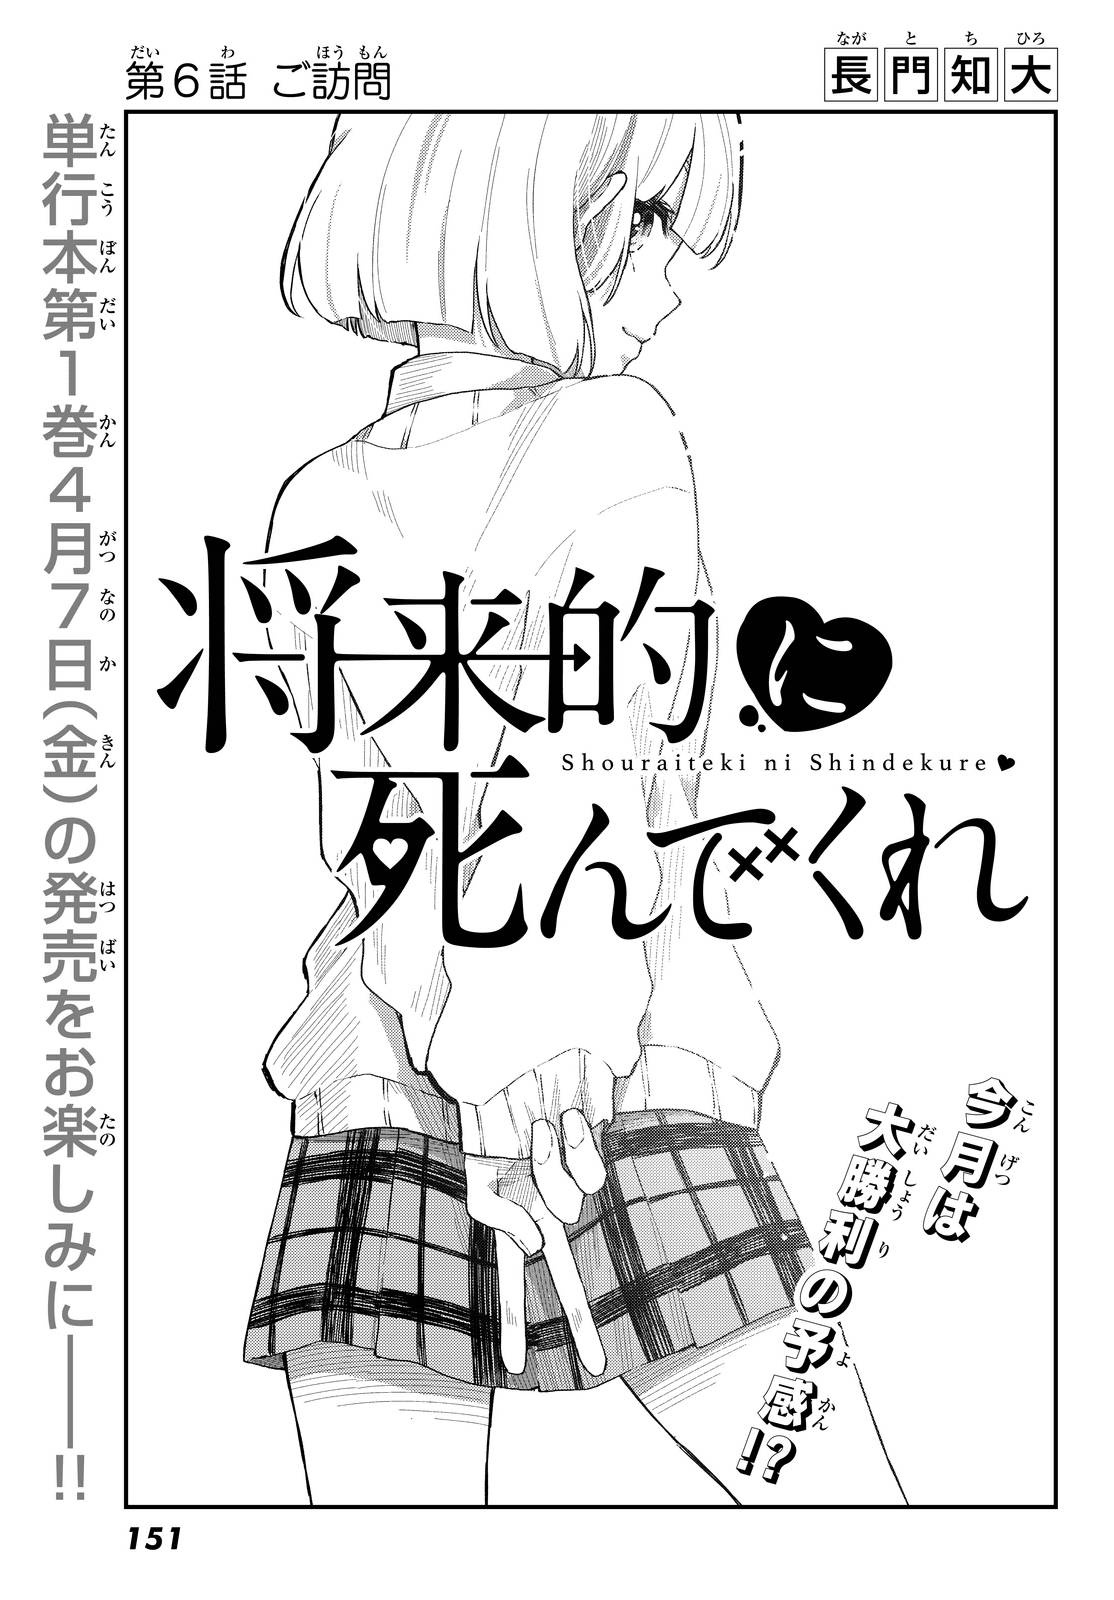 第6話 ご訪問
長門知大
将来的に
Shouraiteki ni Shindekure
死んでくれ
今月は
大勝利の予感!?
単行本第1巻4月7日(金)の発売をお楽しみに――!!
151